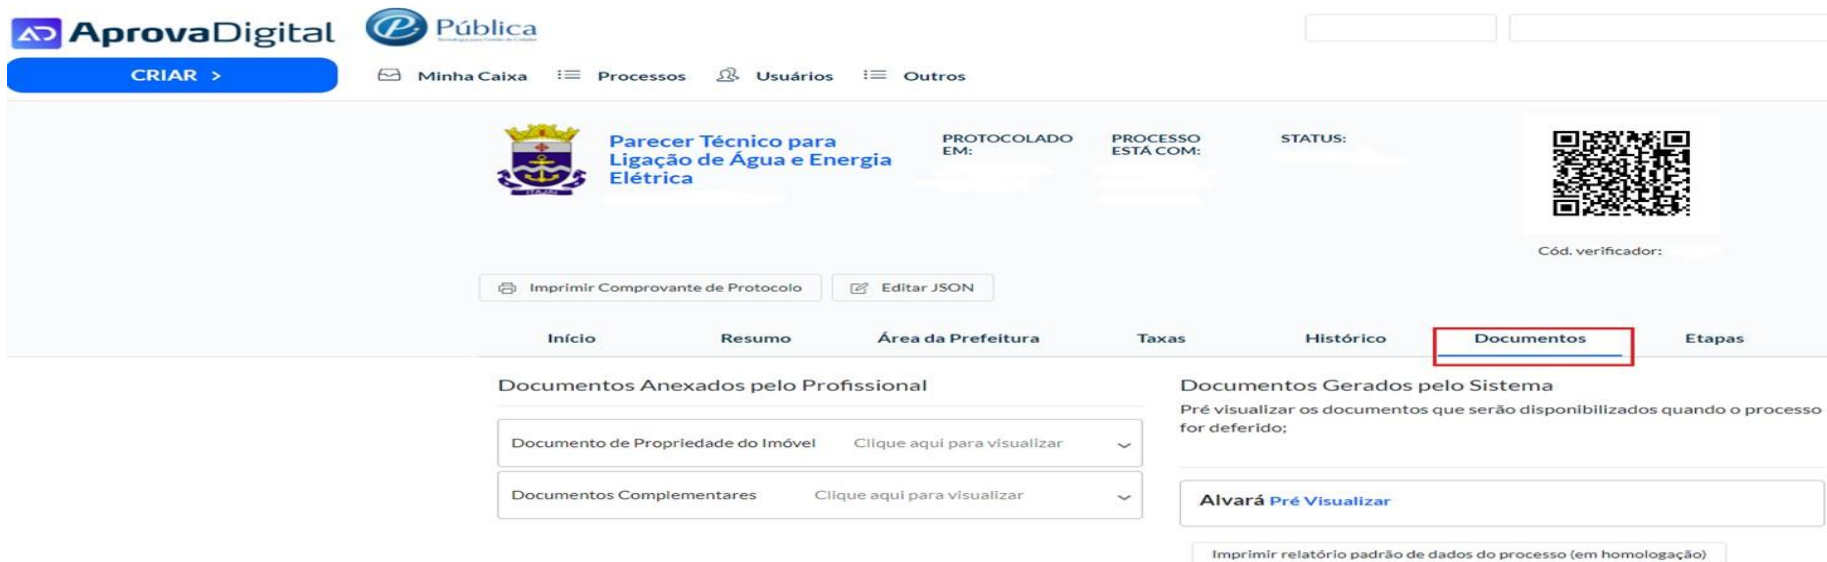 AprovaDigital
Pública
CRIAR >
Minha Caixa
Processos
Usuários
Outros
ITAJAÍ
Parecer Técnico para
Ligação de Água e Energia
Elétrica
PROTOCOLADO
EM:
PROCESSO
ESTÁ COM:
STATUS:
Cód. verificador:
Imprimir Comprovante de Protocolo
Editar JSON
Início
Resumo
Área da Prefeitura
Taxas
Histórico
Documentos
Etapas
Documentos Anexados pelo Profissional
Documento de Propriedade do Imóvel Clique aqui para visualizar
Documentos Complementares Clique aqui para visualizar
Documentos Gerados pelo Sistema
Pré visualizar os documentos que serão disponibilizados quando o processo
for deferido;
Alvará Pré Visualizar
Imprimir relatório padrão de dados do processo (em homologação)